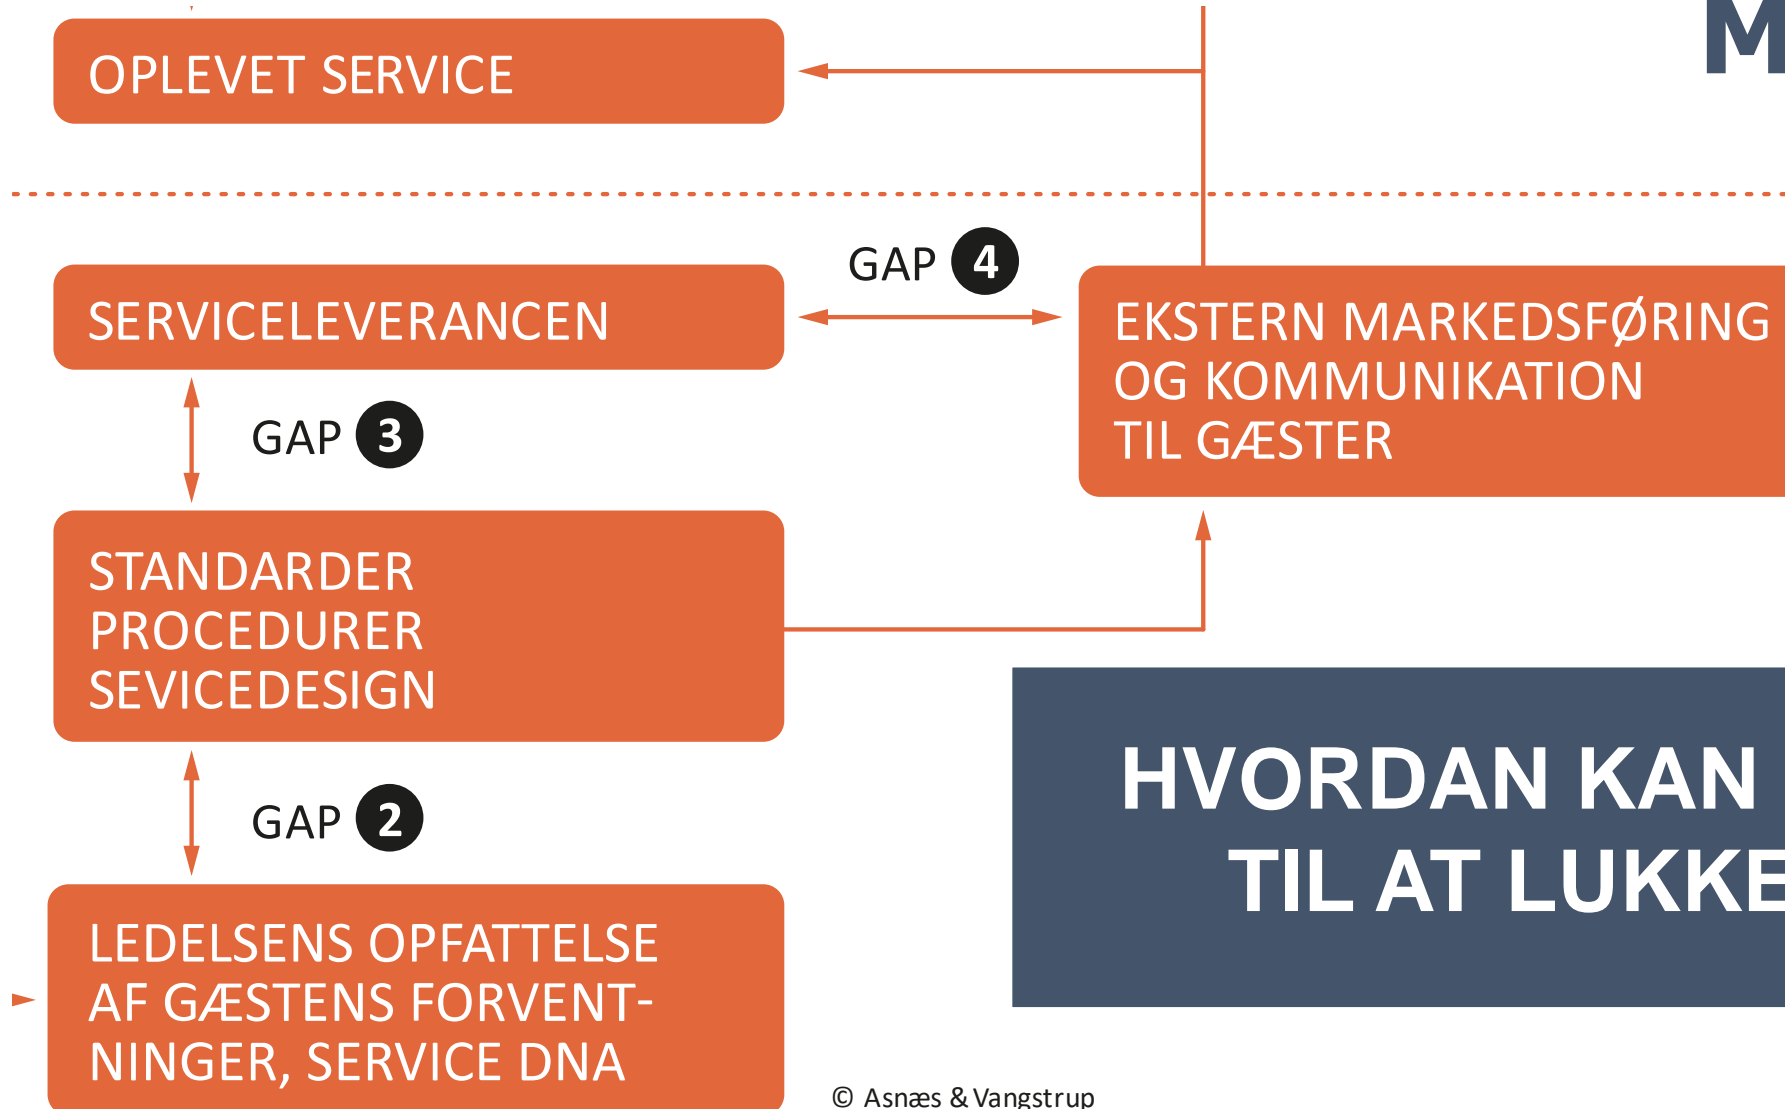 M
OPLEVET SERVICE
GAP 4
SERVICELEVERANCEN
EKSTERN MARKEDSFØRING
OG KOMMUNIKATION
TIL GÆSTER
GAP 3
STANDARDER
PROCEDURER
SEVICEDESIGN
GAP 2
HVORDAN KAN
TIL AT LUKKE
LEDELSENS OPFATTELSE
AF GÆSTENS FORVENT-
NINGER, SERVICE DNA
© Asnæs & Vangstrup